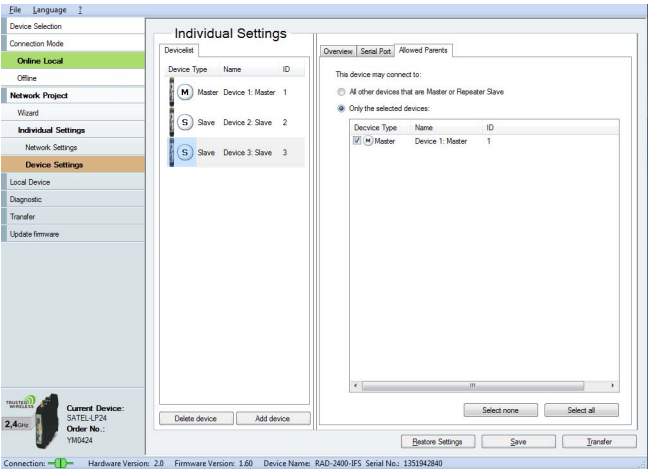 File Language ?
Device Selection
Connection Mode
Online Local
Offline
Network Project
Wizard
Individual Settings
Network Settings
Device Settings
Local Device
Diagnostic
Transfer
Update firmware
TRUSTED
WIRELESS
2,4GHz
Current Device:
SATEL-LP24
Order No.:
YM0424
Individual Settings
Devicelist
Device Type Name ID
M Master Device 1: Master 1
S Slave Device 2: Slave 2
S Slave Device 3: Slave 3
Delete device Add device
Overview Serial Port Allowed Parents
This device may connect to:
All other devices that are Master or Repeater Slave
Only the selected devices:
Decvice Type Name ID
M Master Device 1: Master 1
Select none Select all
Restore Settings Save Transfer
Connection: Hardware Version: 2.0 Firmware Version: 1.60 Device Name: RAD-2400-IFS Serial No.: 1351942840